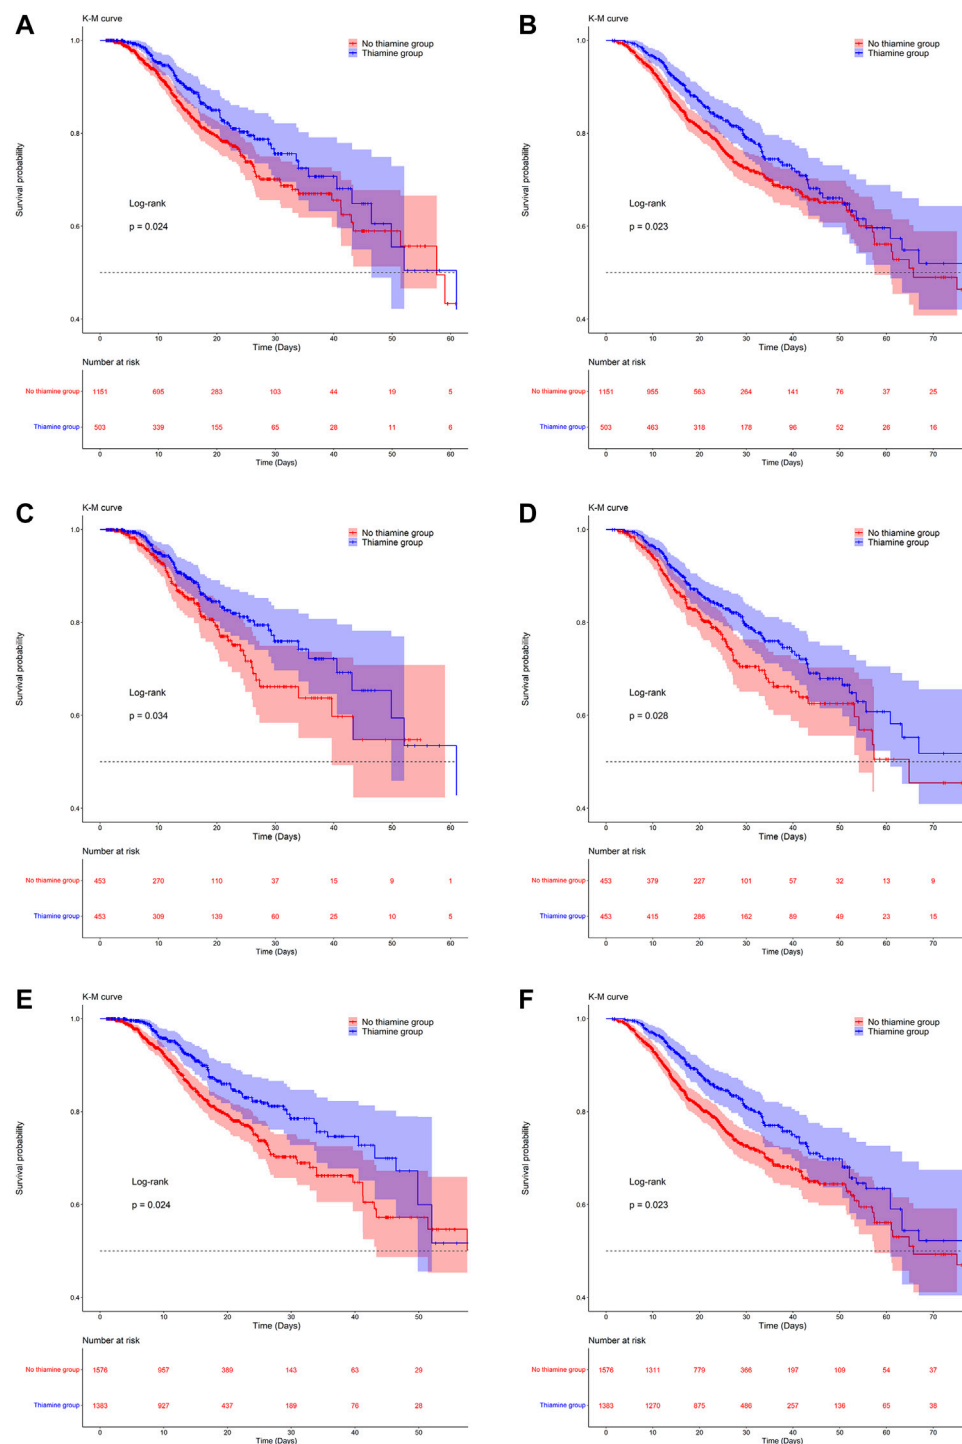 A
K-M curve
No thiamine group
Thiamine group
Survival probability
1.0
0.8
0.6
0.4
Log-rank
p = 0.024
0 10 20 30 40 50 60
Time (Days)
Number at risk
No thiamine group 1151 695 283 103 44 19 5
Thiamine group 503 339 155 65 28 11 6
0 10 20 30 40 50 60
Time (Days)
B
K-M curve
No thiamine group
Thiamine group
Survival probability
1.0
0.8
0.6
0.4
Log-rank
p = 0.023
0 10 20 30 40 50 60 70
Time (Days)
Number at risk
No thiamine group 1151 955 563 264 141 76 37 25
Thiamine group 503 463 318 178 96 52 26 16
0 10 20 30 40 50 60 70
Time (Days)
C
K-M curve
No thiamine group
Thiamine group
Survival probability
1.0
0.8
0.6
0.4
Log-rank
p = 0.034
0 10 20 30 40 50 60
Time (Days)
Number at risk
No thiamine group 453 270 110 37 15 9 1
Thiamine group 453 309 139 60 25 10 5
0 10 20 30 40 50 60
Time (Days)
D
K-M curve
No thiamine group
Thiamine group
Survival probability
1.0
0.8
0.6
0.4
Log-rank
p = 0.028
0 10 20 30 40 50 60 70
Time (Days)
Number at risk
No thiamine group 453 379 227 101 57 32 13 9
Thiamine group 453 415 286 162 89 49 23 15
0 10 20 30 40 50 60 70
Time (Days)
E
K-M curve
No thiamine group
Thiamine group
Survival probability
1.0
0.8
0.6
0.4
Log-rank
p = 0.024
0 10 20 30 40 50
Time (Days)
Number at risk
No thiamine group 1576 957 389 143 63 29
Thiamine group 1383 927 437 189 76 28
0 10 20 30 40 50
Time (Days)
F
K-M curve
No thiamine group
Thiamine group
Survival probability
1.0
0.8
0.6
0.4
Log-rank
p = 0.023
0 10 20 30 40 50 60 70
Time (Days)
Number at risk
No thiamine group 1576 1311 779 366 197 109 54 37
Thiamine group 1383 1270 875 486 257 136 65 38
0 10 20 30 40 50 60 70
Time (Days)